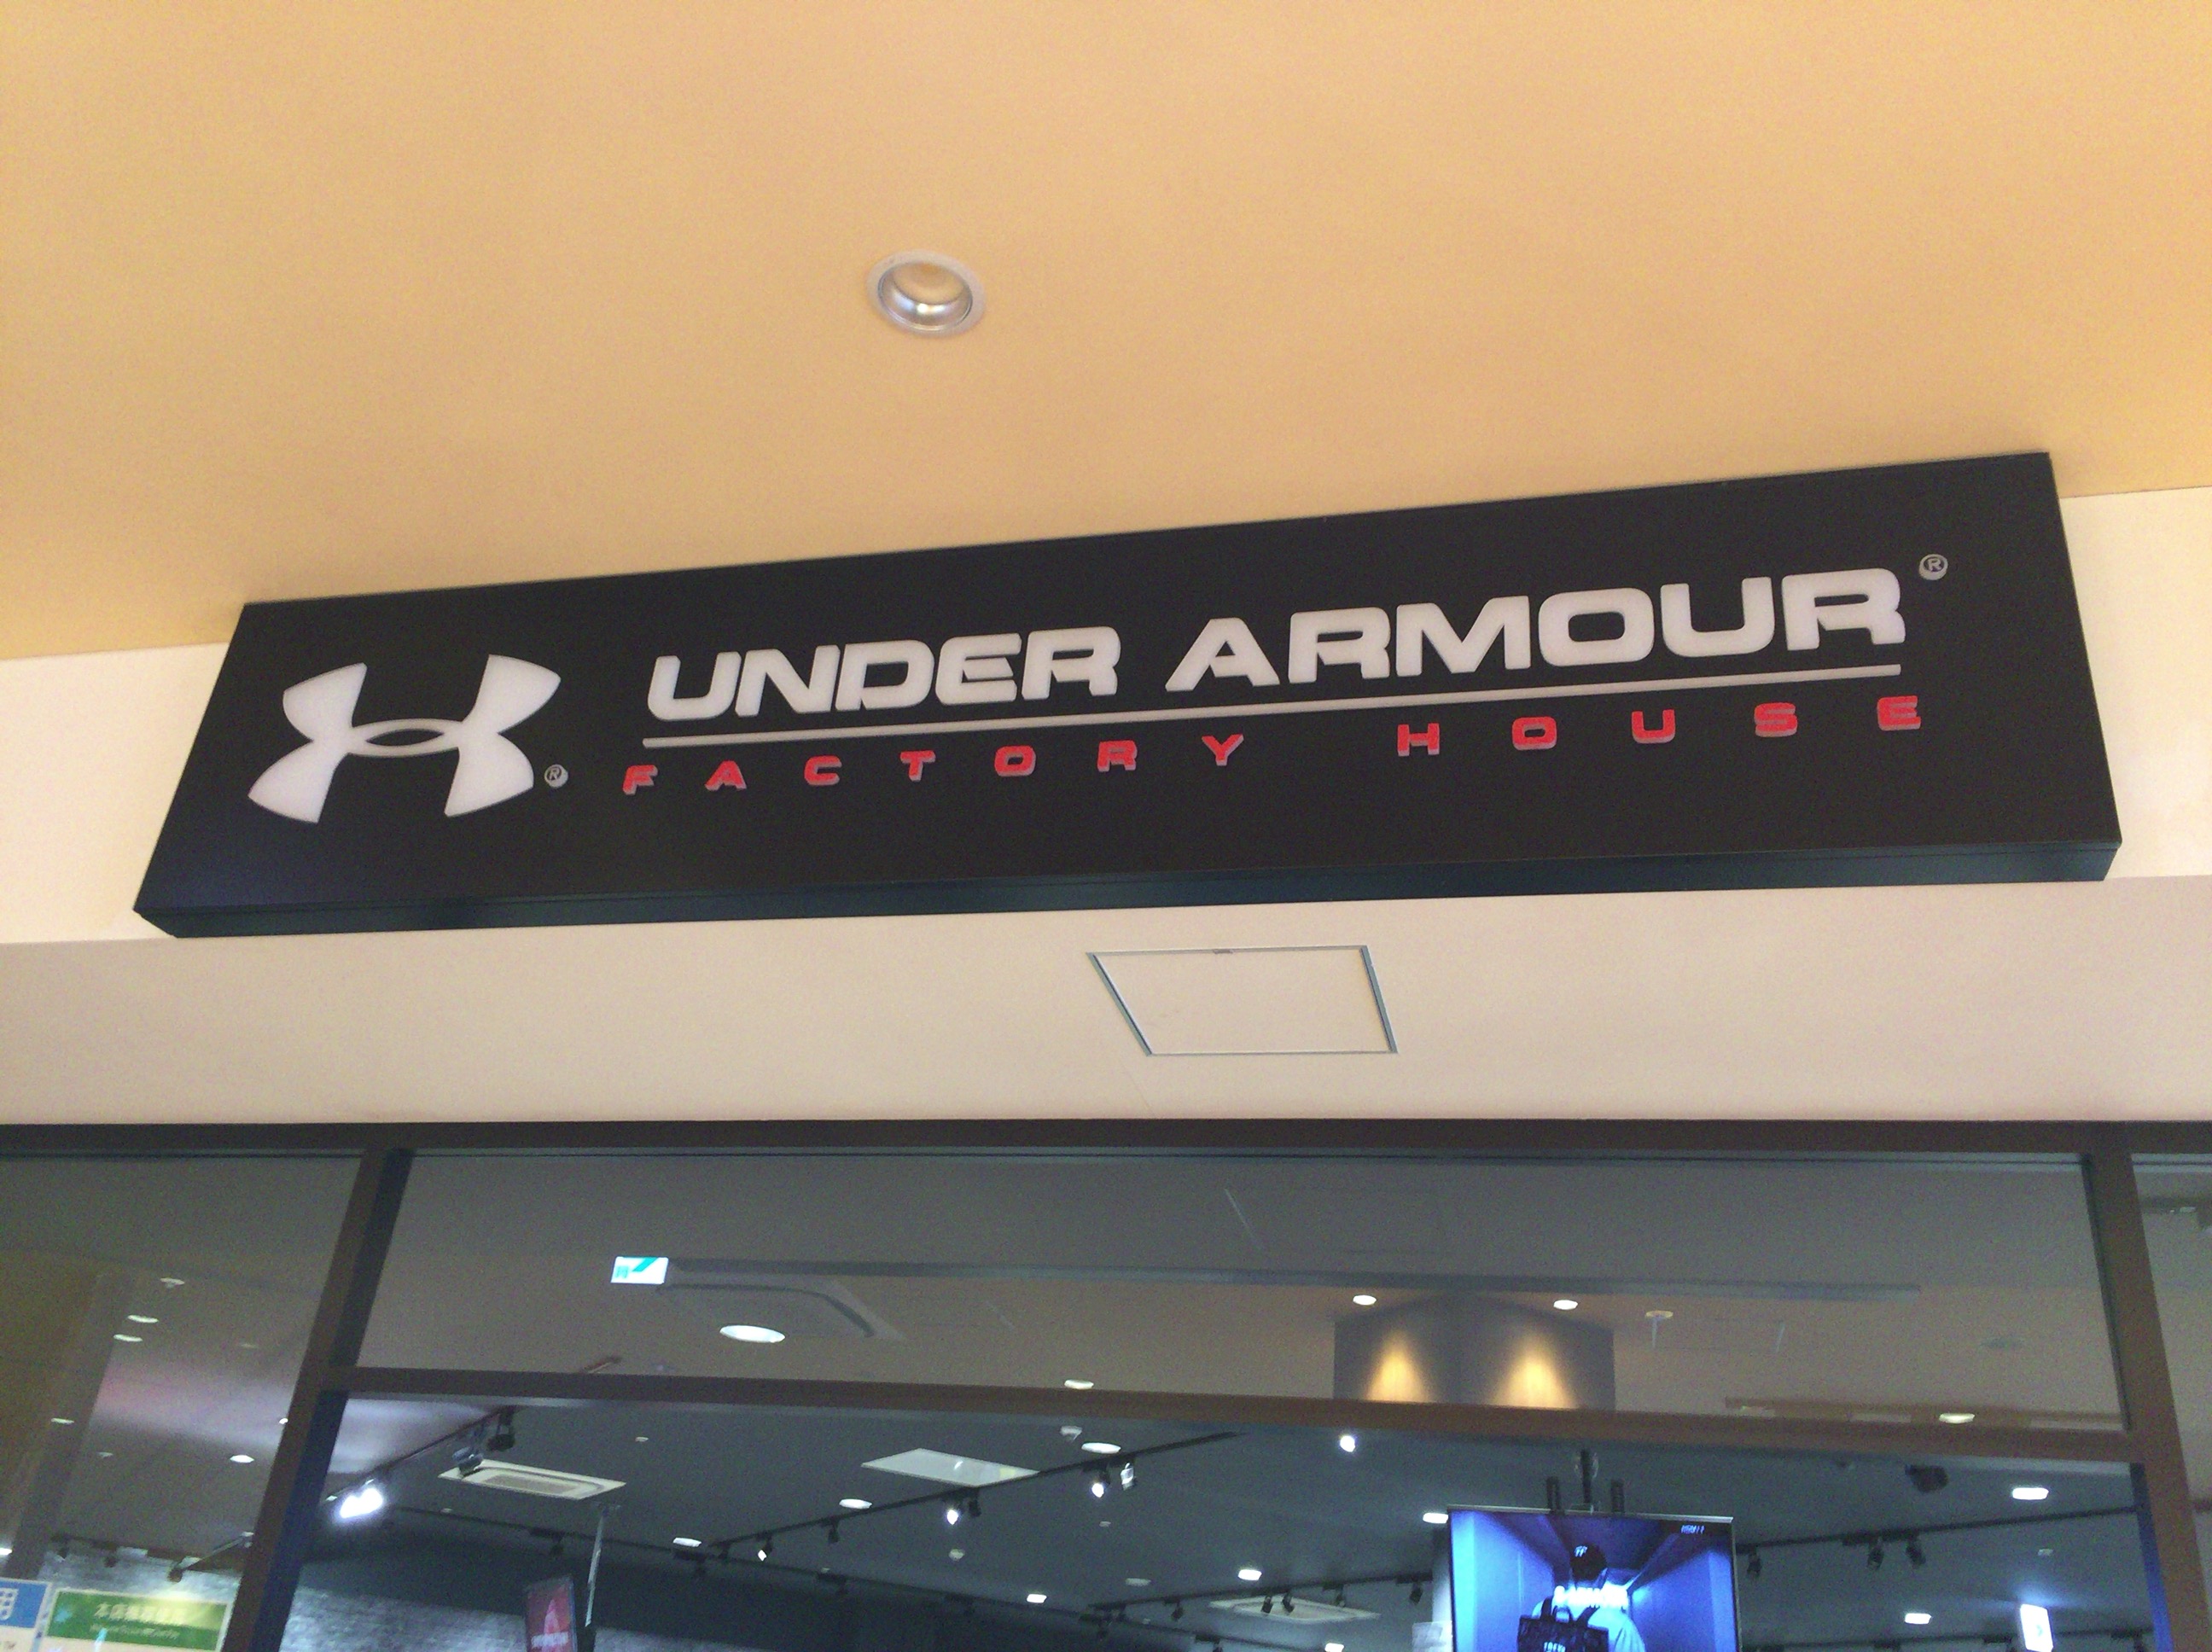 UNDER ARMOUR®
®
FACTORY HOUSE